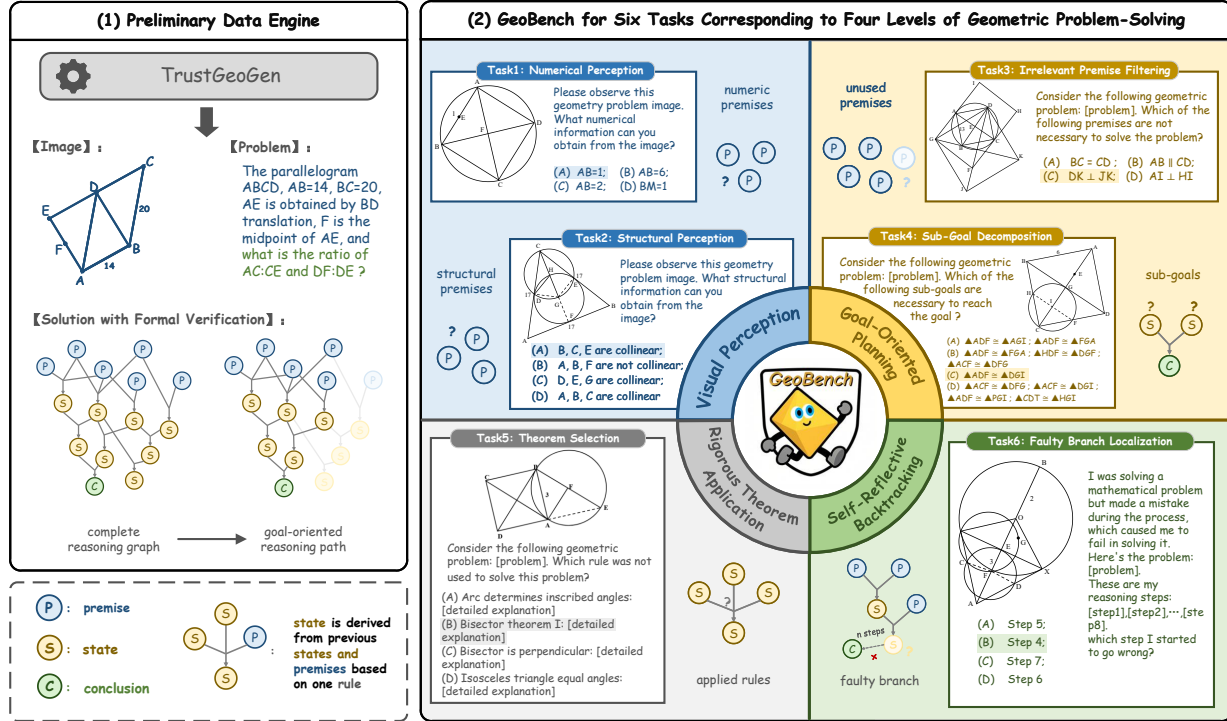 (1) Preliminary Data Engine
TrustGeoGen
【Image】:
【Problem】:
C
D
20
E
F
B
14
A
The parallelogram
ABCD, AB=14, BC=20,
AE is obtained by BD
translation, F is the
midpoint of AE, and
what is the ratio of
AC:CE and DF:DE ?
【Solution with Formal Verification】:
P P P P P P P P
S S S S S S
S S S S
S S S S
C S C S
complete
reasoning graph
goal-oriented
reasoning path
P : premise
S : state
C : conclusion
S
S P
S
:
state is derived
from previous
states and
premises based
on one rule
(2) GeoBench for Six Tasks Corresponding to Four Levels of Geometric Problem-Solving
Task1: Numerical Perception
A
1 E
F D
B
C
Please observe this
geometry problem image.
What numerical
information can you
obtain from the image?
(A) AB=1; (B) AB=6;
(C) AB=2; (D) BM=1
numeric
premises
P P
? P
Task2: Structural Perception
C
H
17
E
17
D
G
F
B
17
A
Please observe this geometry
problem image. What structural
information can you
obtain from the
image?
(A) B, C, E are collinear;
(B) A, B, F are not collinear;
(C) D, E, G are collinear;
(D) A, B, C are collinear
structural
premises
?
P
P
P
unused
premises
P P P
P P ?
Task3: Irrelevant Premise Filtering
Consider the following geometric
problem: [problem]. Which of the
following premises are not
necessary to solve the problem?
(A) BC = CD ; (B) AB ∥ CD;
(C) DK ⊥ JK; (D) AI ⊥ HI
Task4: Sub-Goal Decomposition
Consider the following geometric
problem: [problem]. Which of the
following sub-goals are
necessary to reach
the goal ?
A
6
B
E
G
H
1
D
C
F
(A) ▲ADF ≅ ▲AGI ; ▲ADF ≅ ▲FGA
(B) ▲ADF ≅ ▲FGA ; ▲HDF ≅ ▲DGF ;
▲ACF ≅ ▲DFG
(C) ▲ADF ≅ ▲DGI
(D) ▲ACF ≅ ▲DFG ; ▲ACF ≅ ▲DGI ;
▲ADF ≅ ▲PGI ; ▲CDT ≅ ▲HGI
sub-goals
? ?
S S
C
Visual Perception
Goal-Oriented
Planning
Rigorous Theorem
Application
Self-Reflective
Backtracking
GeoBench
Task5: Theorem Selection
B
C
3
F
E
A
D
Consider the following geometric
problem: [problem]. Which rule was not
used to solve this problem?
(A) Arc determines inscribed angles:
[detailed explanation]
(B) Bisector theorem I: [detailed
explanation]
(C) Bisector is perpendicular: [detailed
explanation]
(D) Isosceles triangle equal angles:
[detailed explanation]
S
S ? S
S
applied rules
P P
S P
n steps
C S ?
faulty branch
Task6: Faulty Branch Localization
B
2
O
E G
C 3
F
X
D
A
I was solving a
mathematical problem
but made a mistake
during the process,
which caused me to
fail in solving it.
Here's the problem:
[problem].
These are my
reasoning steps:
[step1],[step2],···,[ste
p8].
which step I started
to go wrong?
(A) Step 5;
(B) Step 4;
(C) Step 7;
(D) Step 6